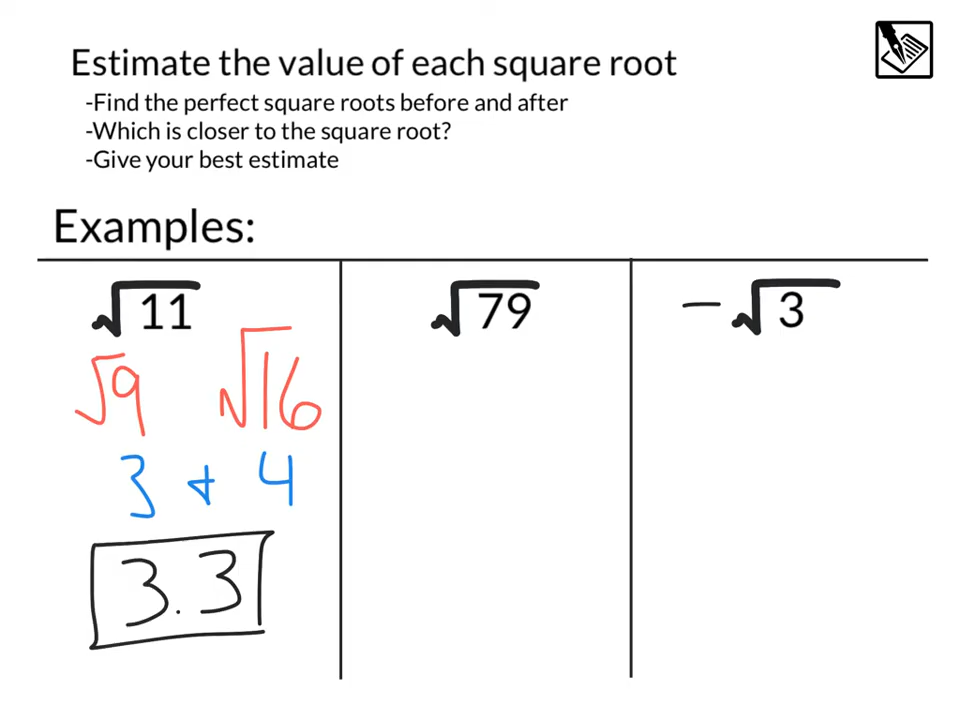 Estimate the value of each square root
-Find the perfect square roots before and after
-Which is closer to the square root?
-Give your best estimate
Examples:
√11
√9 √16
3 + 4
3.3
√79
-√3